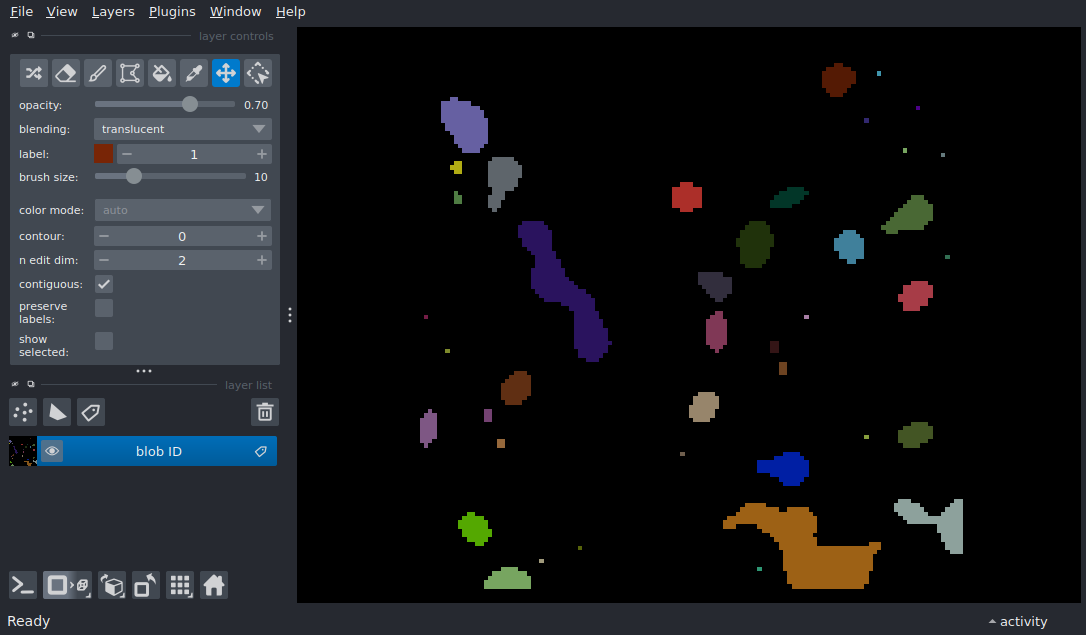 File View Layers Plugins Window Help
layer controls
opacity: 0.70
blending: translucent
label: 1
brush size: 10
color mode: auto
contour: 0
n edit dim: 2
contiguous:
preserve
labels:
show
selected:
layer list
blob ID
Ready
activity